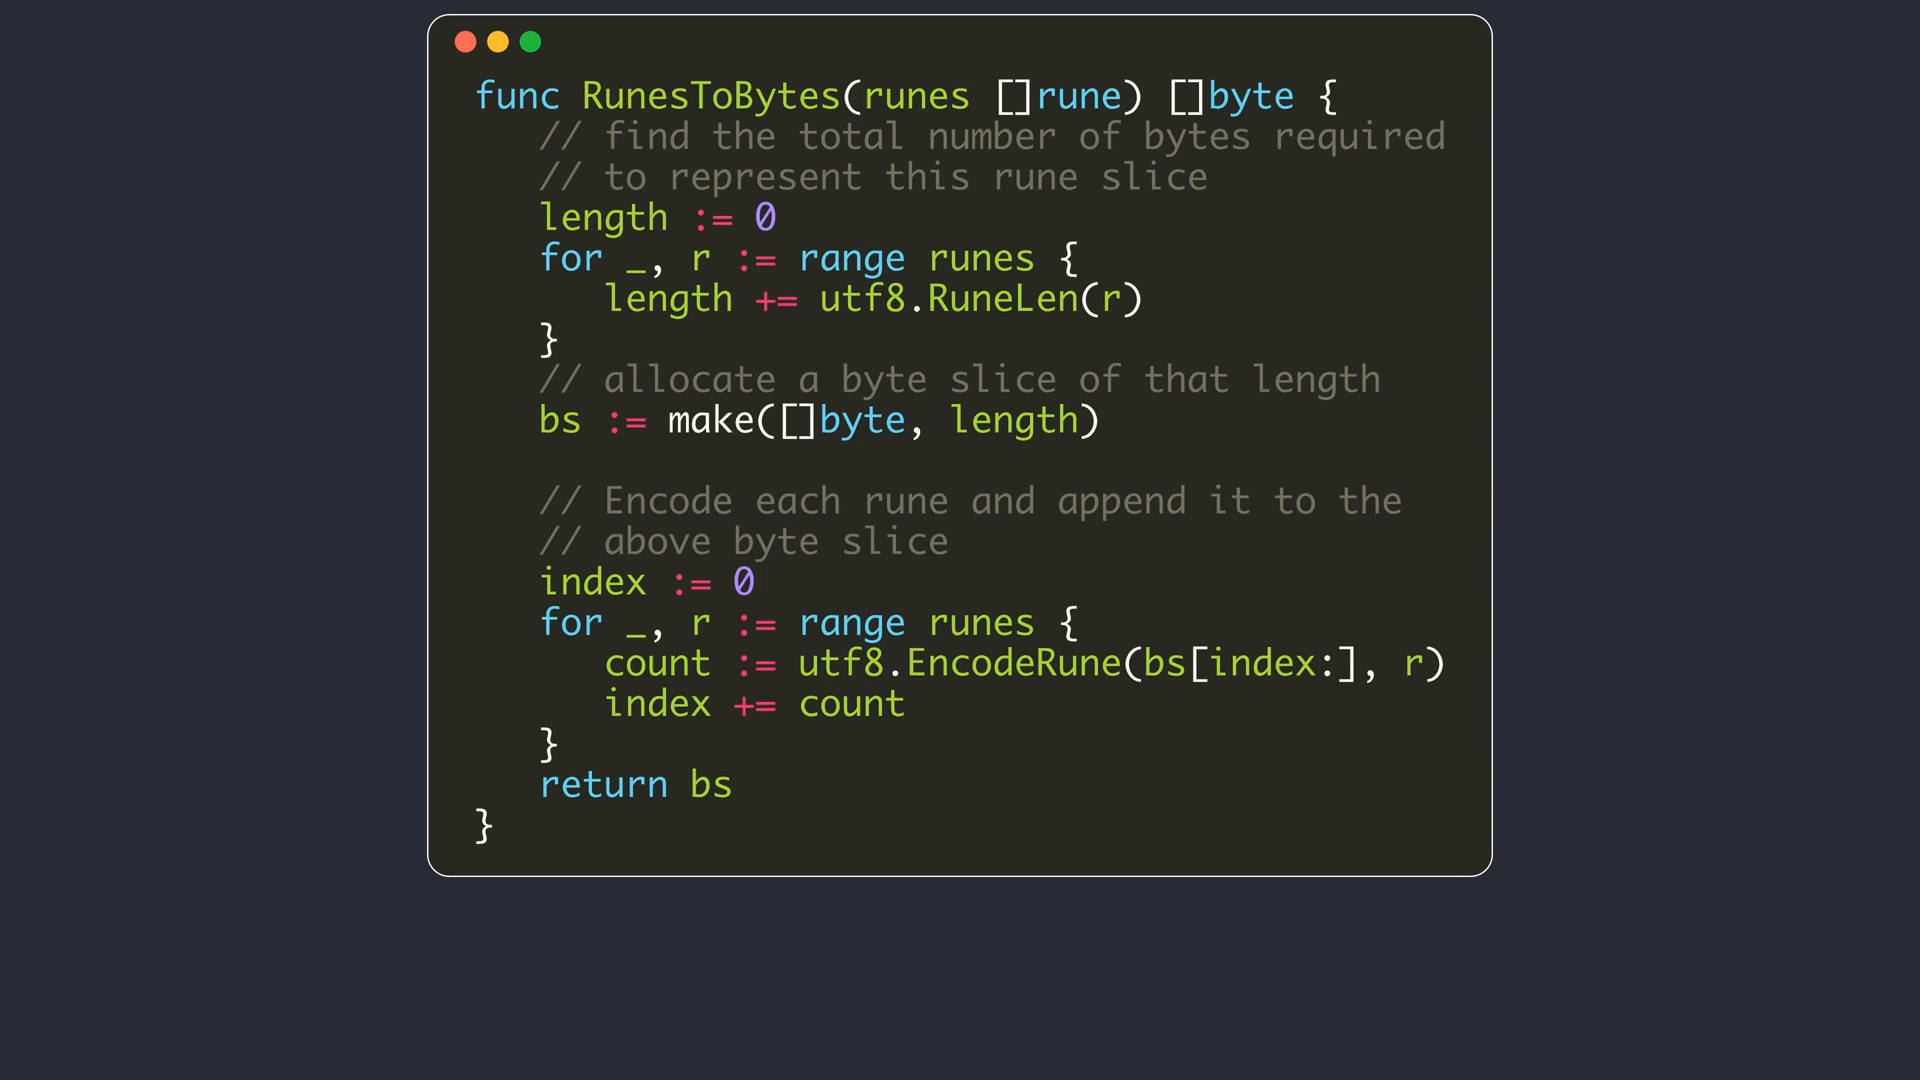 func RunesToBytes(runes []rune) []byte {
   // find the total number of bytes required
   // to represent this rune slice
   length := 0
   for _, r := range runes {
      length += utf8.RuneLen(r)
   }
   // allocate a byte slice of that length
   bs := make([]byte, length)

   // Encode each rune and append it to the
   // above byte slice
   index := 0
   for _, r := range runes {
      count := utf8.EncodeRune(bs[index:], r)
      index += count
   }
   return bs
}